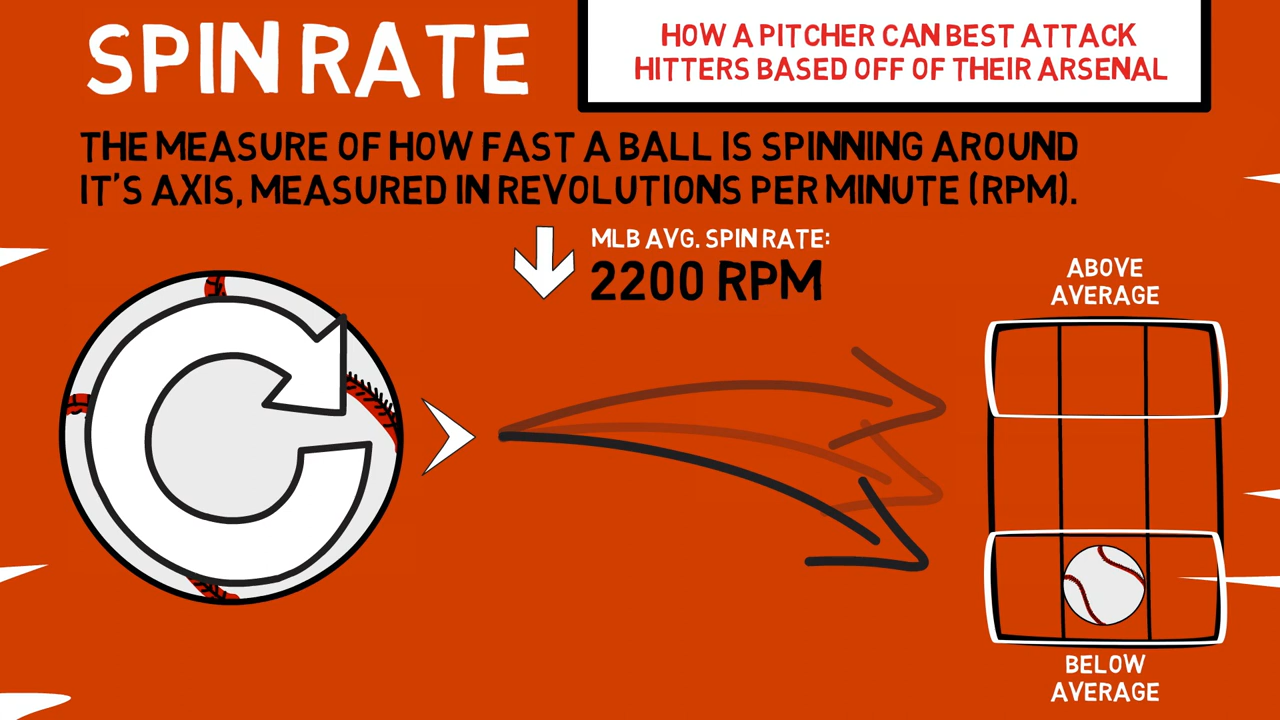 SPIN RATE
HOW A PITCHER CAN BEST ATTACK
HITTERS BASED OFF OF THEIR ARSENAL
THE MEASURE OF HOW FAST A BALL IS SPINNING AROUND
IT'S AXIS, MEASURED IN REVOLUTIONS PER MINUTE (RPM).
MLB AVG. SPIN RATE:
2200 RPM
ABOVE
AVERAGE
BELOW
AVERAGE